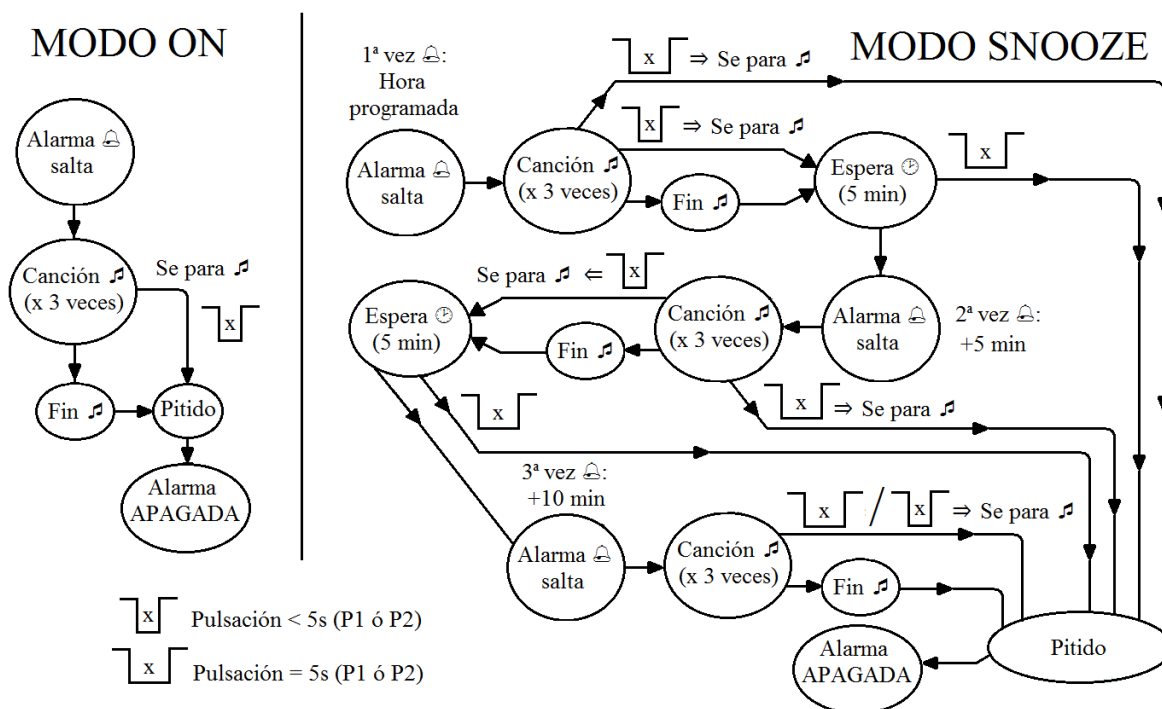 MODO ON
Alarma 🔔
salta
Canción ♫
(x 3 veces)
Se para ♫
x
Fin ♫
Pitido
Alarma
APAGADA
x Pulsación < 5s (P1 ó P2)
x Pulsación = 5s (P1 ó P2)
MODO SNOOZE
1ª vez 🔔:
Hora
programada
x ⇒ Se para ♫
x ⇒ Se para ♫
Alarma 🔔
salta
Canción ♫
(x 3 veces)
Fin ♫
Espera 🕑
(5 min)
x
Se para ♫ ⇐ x
Espera 🕑
(5 min)
Fin ♫
Canción ♫
(x 3 veces)
Alarma 🔔
salta
2ª vez 🔔:
+5 min
x
x ⇒ Se para ♫
3ª vez 🔔:
+10 min
Alarma 🔔
salta
Canción ♫
(x 3 veces)
x / x ⇒ Se para ♫
Fin ♫
Pitido
Alarma
APAGADA